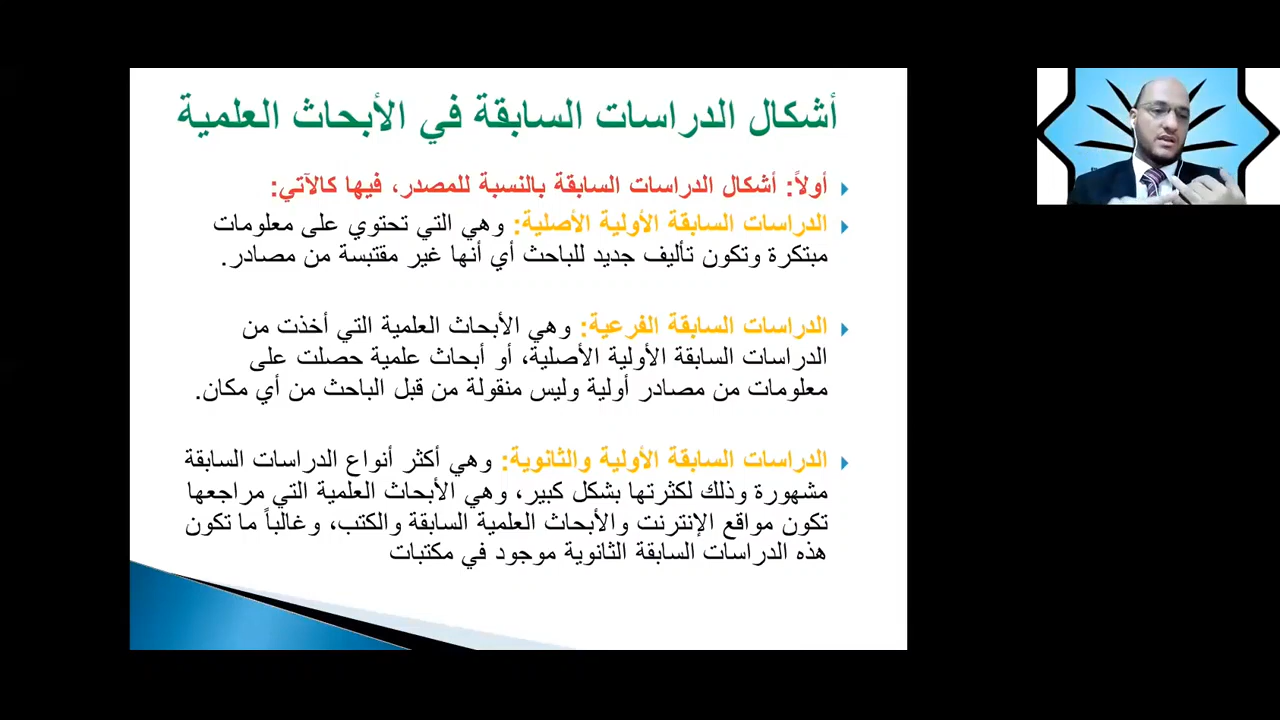 أشكال الدراسات السابقة في الأبحاث العلمية
أولاً: أشكال الدراسات السابقة بالنسبة للمصدر، فيها كالآتي:
الدراسات السابقة الأولية الأصلية: وهي التي تحتوي على معلومات
مبتكرة وتكون تأليف جديد للباحث أي أنها غير مقتبسة من مصادر.
الدراسات السابقة الفرعية: وهي الأبحاث العلمية التي أخذت من
الدراسات السابقة الأولية الأصلية، أو أبحاث علمية حصلت على
معلومات من مصادر أولية وليس منقولة من قبل الباحث من أي مكان.
الدراسات السابقة الأولية والثانوية: وهي أكثر أنواع الدراسات السابقة
مشهورة وذلك لكثرتها بشكل كبير، وهي الأبحاث العلمية التي مراجعها
تكون مواقع الإنترنت والأبحاث العلمية السابقة والكتب، وغالباً ما تكون
هذه الدراسات السابقة الثانوية موجود في مكتبات